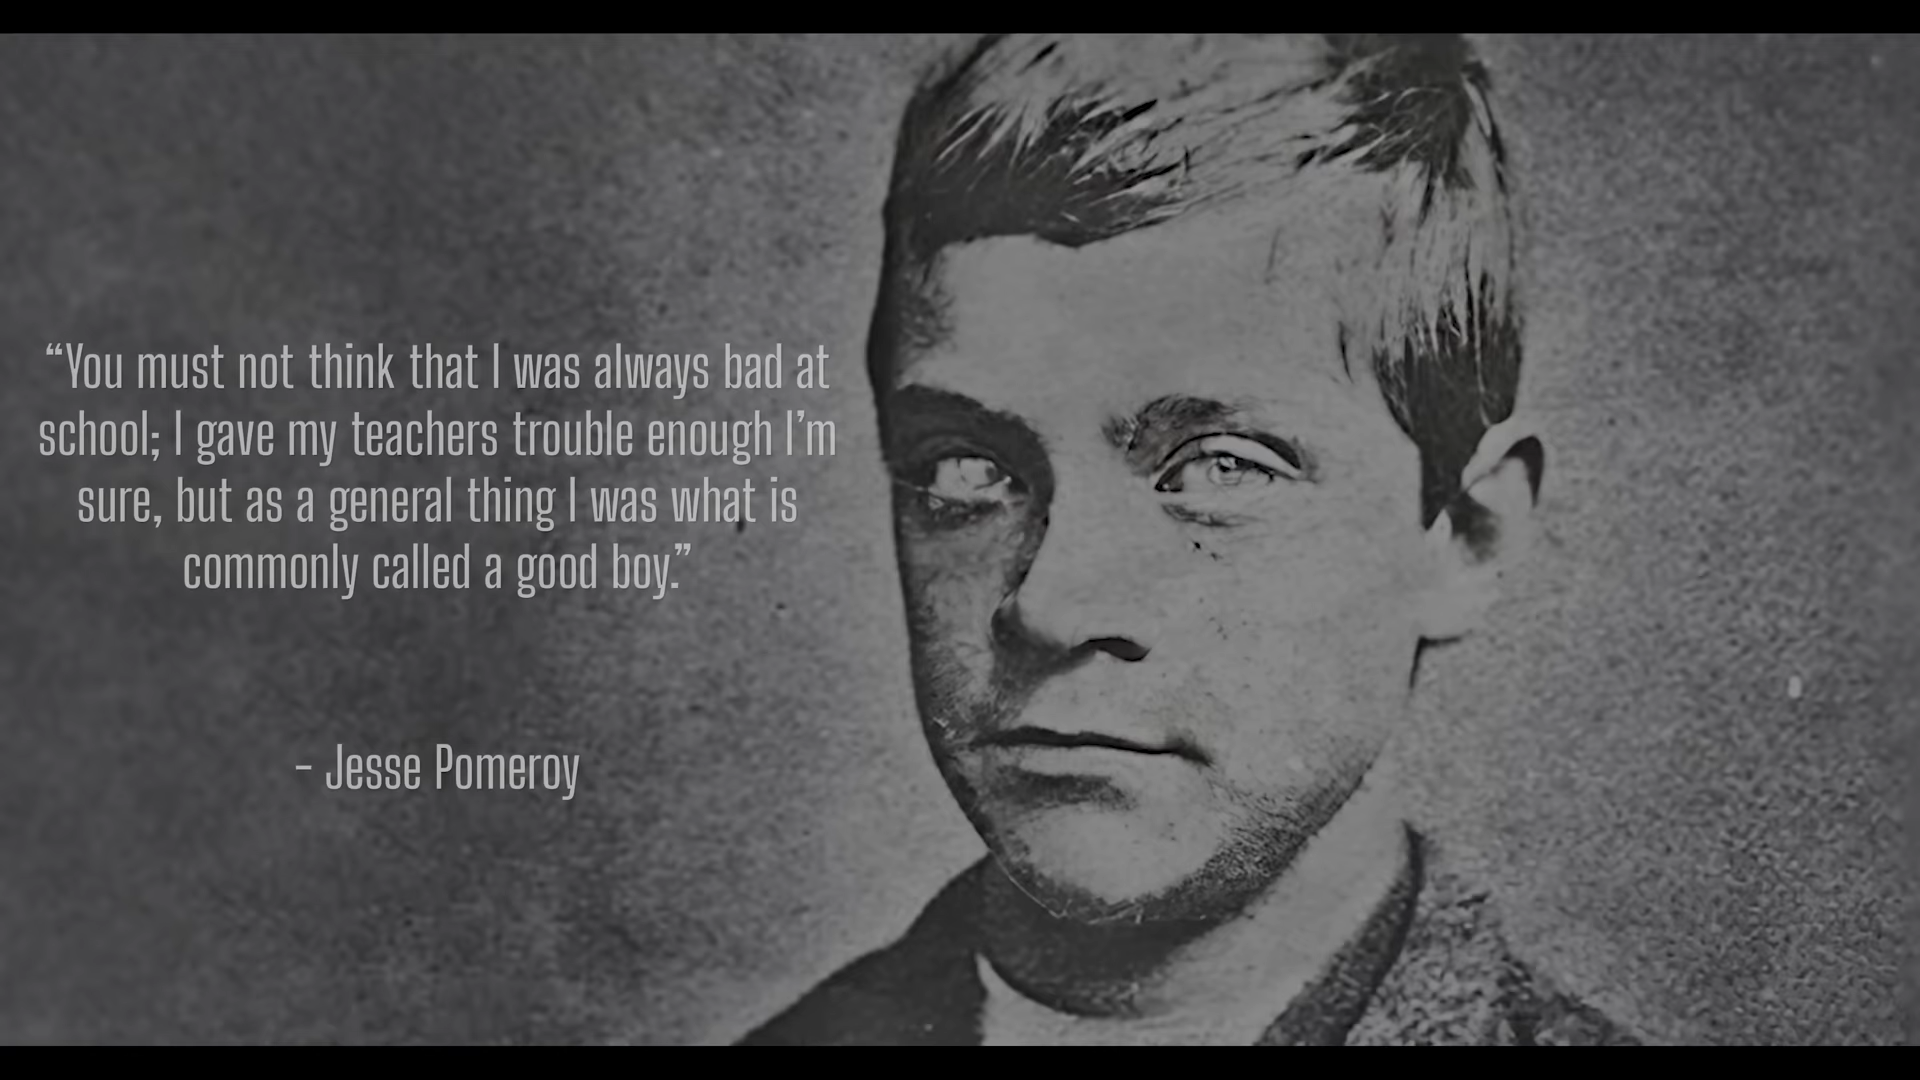 “You must not think that I was always bad at
school; I gave my teachers trouble enough I’m
sure, but as a general thing I was what is
commonly called a good boy.”
- Jesse Pomeroy